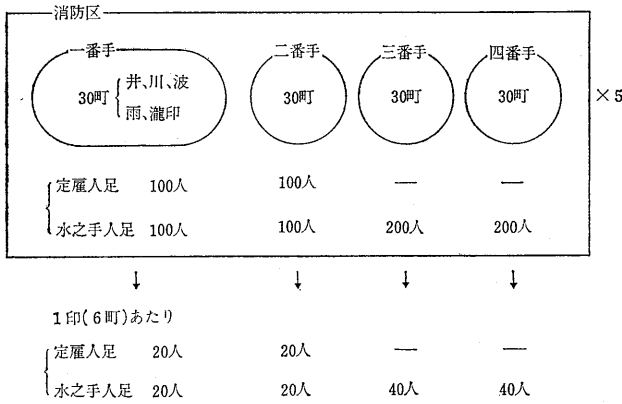 消防区
一番手 二番手 三番手 四番手
30町 井、川、波 30町 30町 30町 ×5
雨、瀧印
定雇人足 100人 100人 — —
水之手人足 100人 100人 200人 200人
↓ ↓ ↓ ↓
1印(6町)あたり
定雇人足 20人 20人 — —
水之手人足 20人 20人 40人 40人